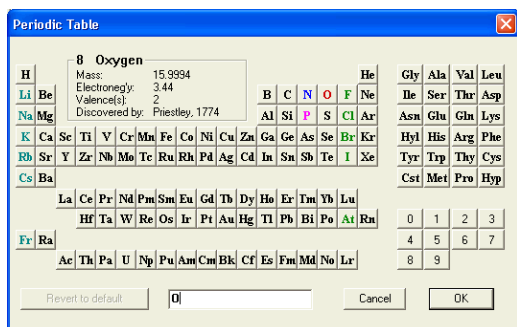 Periodic Table
8 Oxygen
Mass: 15.9994
Electroneg'y: 3.44
Valence(s): 2
Discovered by: Priestley, 1774
H He Gly Ala Val Leu
Li Be B C N O F Ne Ile Ser Thr Asp
Na Mg Al Si P S Cl Ar Asn Glu Gln Lys
K Ca Sc Ti V Cr Mn Fe Co Ni Cu Zn Ga Ge As Se Br Kr Hyl His Arg Phe
Rb Sr Y Zr Nb Mo Tc Ru Rh Pd Ag Cd In Sn Sb Te I Xe Tyr Trp Thy Cys
Cs Ba Cst Met Pro Hyp
La Ce Pr Nd Pm Sm Eu Gd Tb Dy Ho Er Tm Yb Lu
Hf Ta W Re Os Ir Pt Au Hg Tl Pb Bi Po At Rn 0 1 2 3
Fr Ra 4 5 6 7
Ac Th Pa U Np Pu Am Cm Bk Cf Es Fm Md No Lr 8 9
Revert to default O Cancel OK